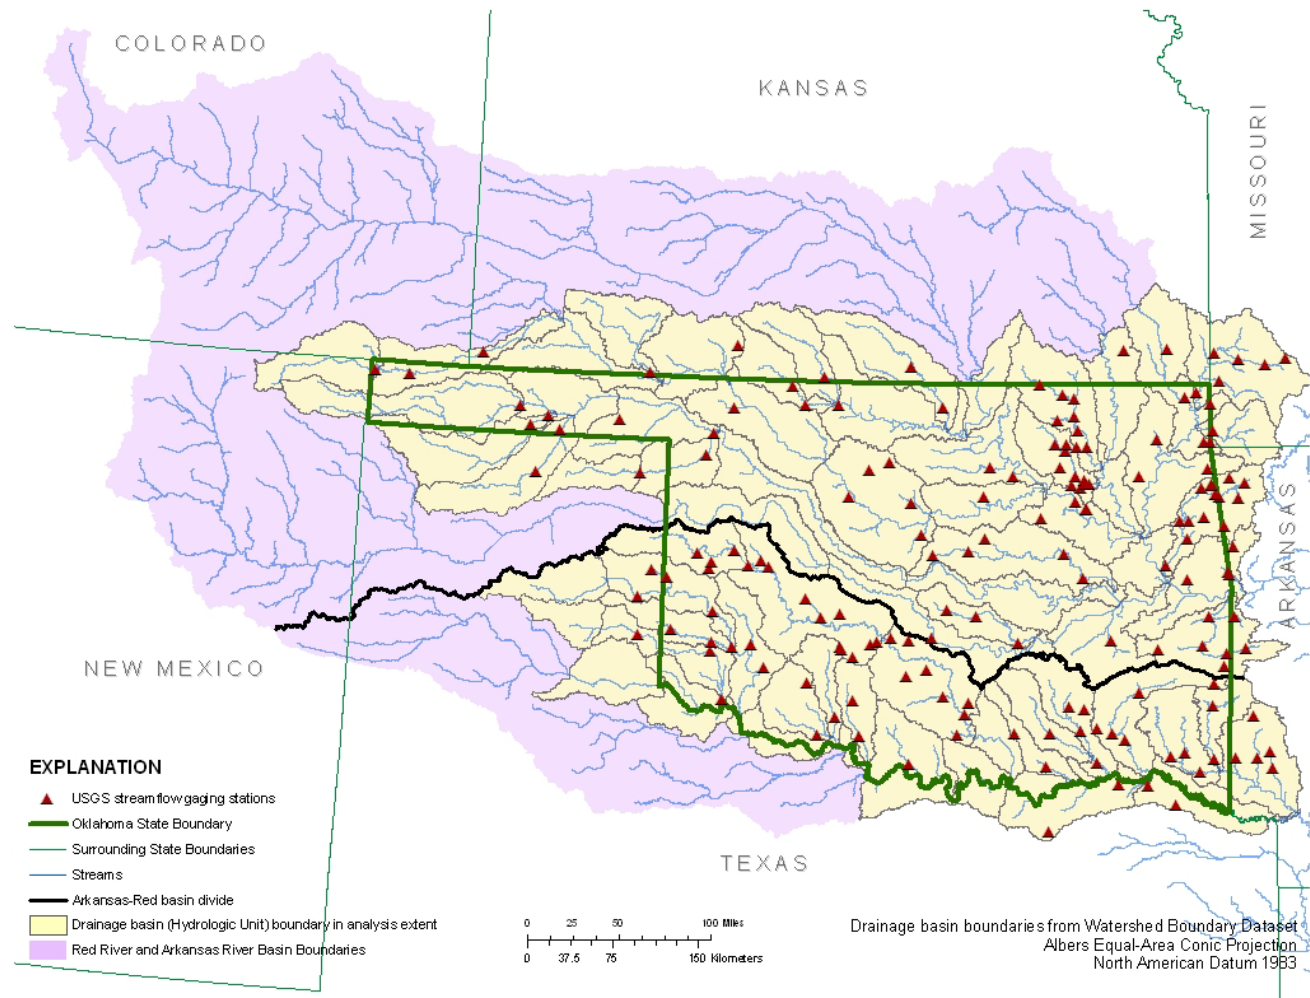 COLORADO
KANSAS
MISSOURI
ARKANSAS
NEW MEXICO
TEXAS
EXPLANATION
USGS streamflow gaging stations
Oklahoma State Boundary
Surrounding State Boundaries
Streams
Arkansas-Red basin divide
Drainage basin (Hydrologic Unit) boundary in analysis extent
Red River and Arkansas River Basin Boundaries
0 25 50 100 Miles
0 37.5 75 150 Kilometers
Drainage basin boundaries from Watershed Boundary Dataset
Albers Equal-Area Conic Projection
North American Datum 1983